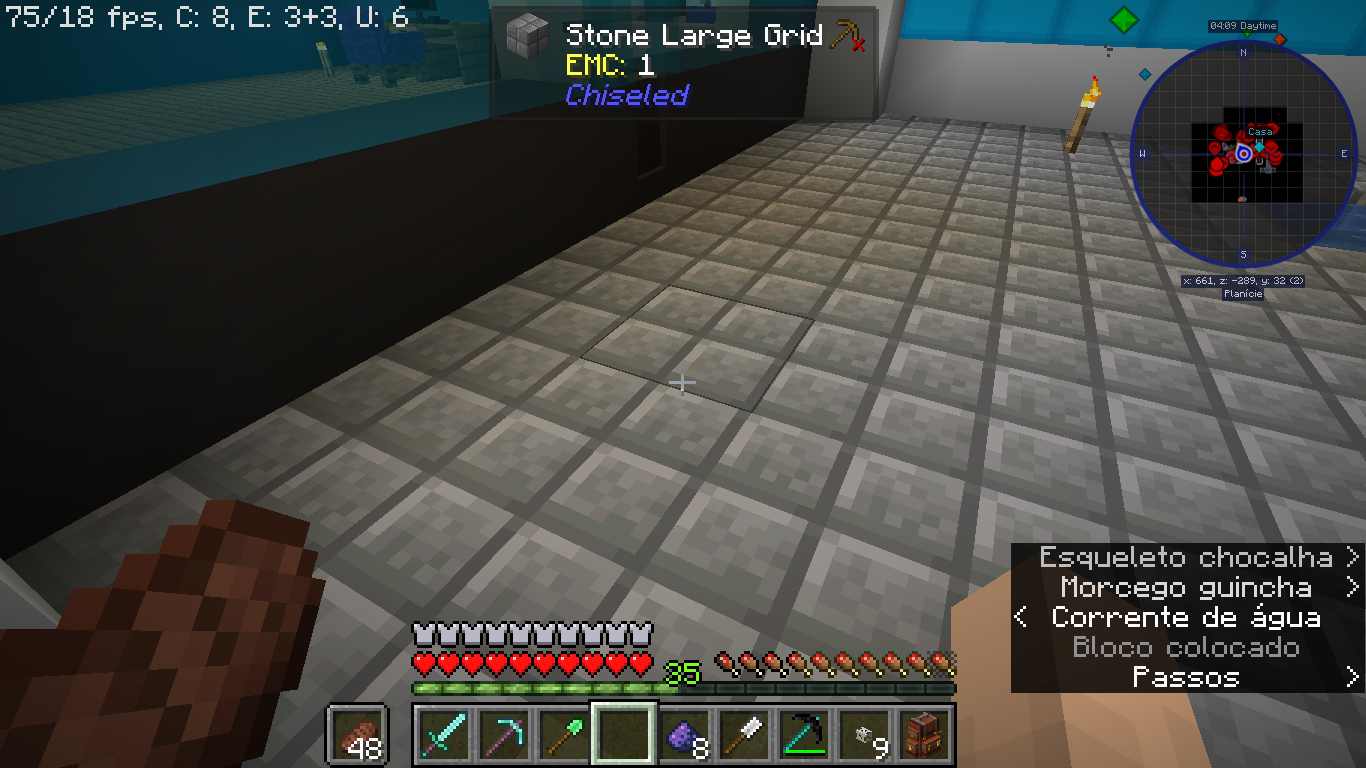 75/18 fps, C: 8, E: 3+3, U: 6
Stone Large Grid
EMC: 1
Chiseled
04:09 Daytime
N
Casa
W
E
S
x: 661, z: -289, y: 32 (2)
Planície
Esqueleto chocalha >
Morcego guincha >
< Corrente de água
Bloco colocado
Passos >
35
48
8
9